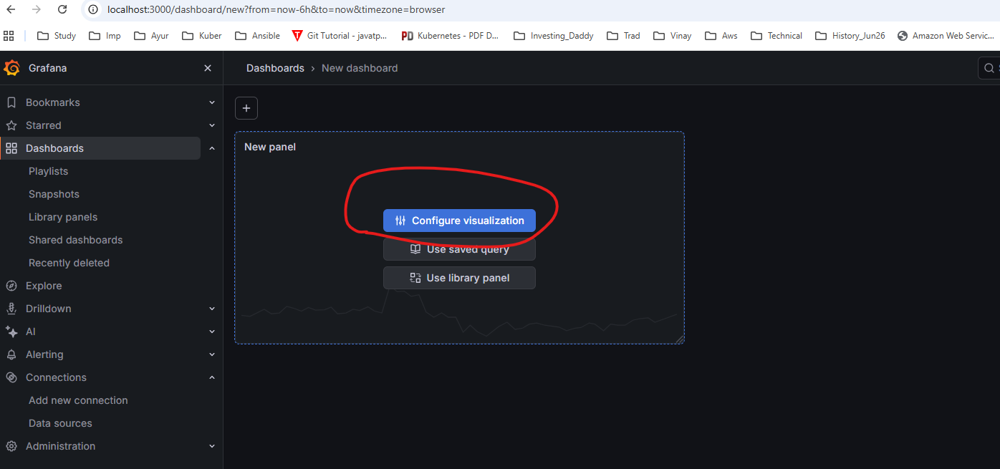 localhost:3000/dashboard/new?from=now-6h&to=now&timezone=browser
Study Imp Ayur Kuber Ansible Git Tutorial - javatp... Kubernetes - PDF D... Investing_Daddy Trad Vinay Aws Technical History_Jun26 Amazon Web Servic...
Grafana
Dashboards › New dashboard
Bookmarks
Starred
Dashboards
Playlists
Snapshots
Library panels
Shared dashboards
Recently deleted
Explore
Drilldown
AI
Alerting
Connections
Add new connection
Data sources
Administration
New panel
Configure visualization
Use saved query
Use library panel